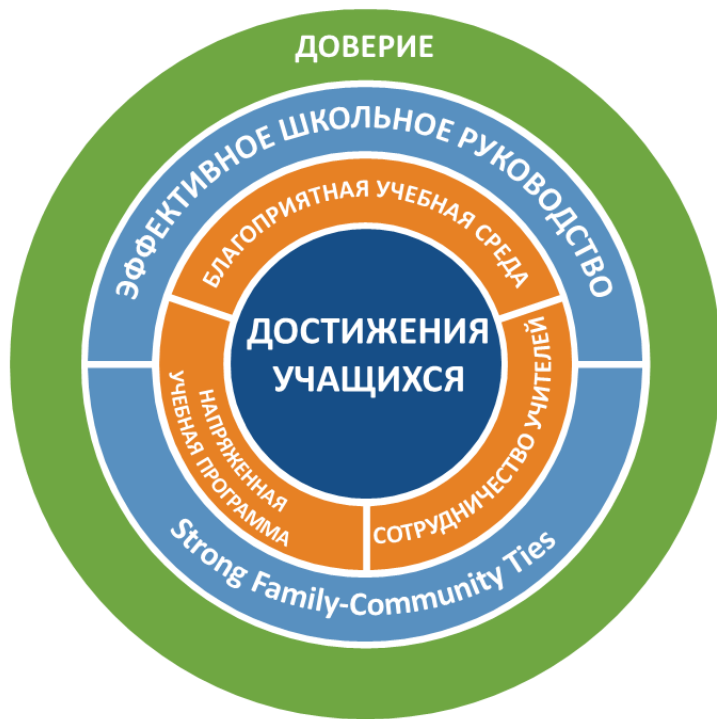 ДОВЕРИЕ
ЭФФЕКТИВНОЕ ШКОЛЬНОЕ РУКОВОДСТВО
БЛАГОПРИЯТНАЯ УЧЕБНАЯ СРЕДА
ДОСТИЖЕНИЯ
УЧАЩИХСЯ
НАПРЯЖЕННАЯ
УЧЕБНАЯ ПРОГРАММА
СОТРУДНИЧЕСТВО УЧИТЕЛЕЙ
Strong Family-Community Ties